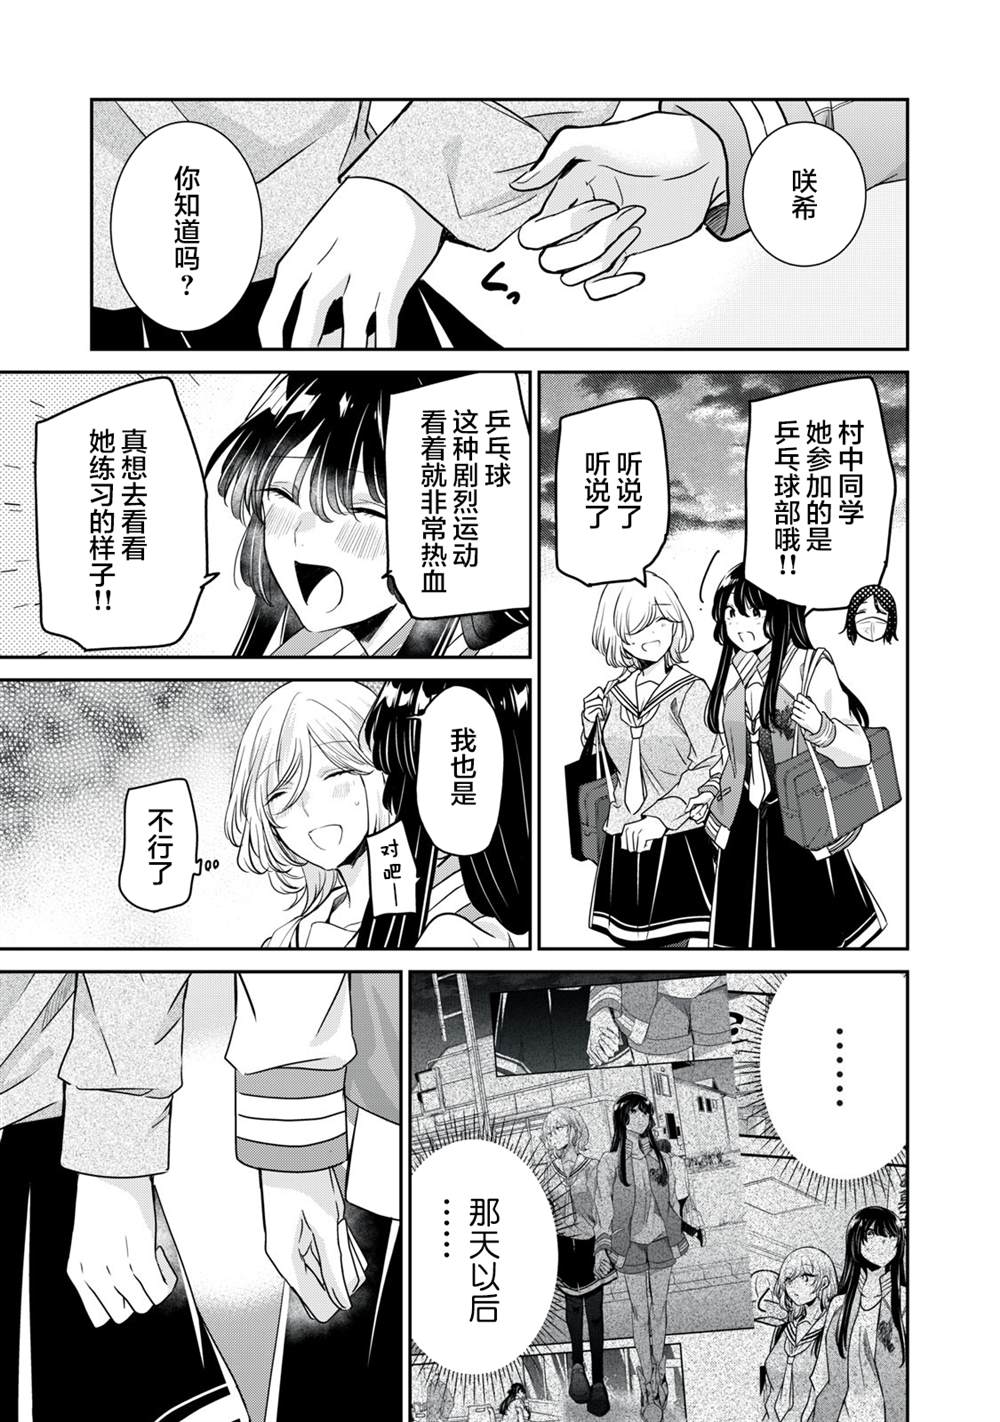 咲希
你知道吗?
村中同学
她参加的是
乒乓球部哦!!
听说了
听说了
乒乓球
这种剧烈运动
看着就非常热血
真想去看看
她练习的样子!!
我也是
对吧—
不行了
……
那天以后
……